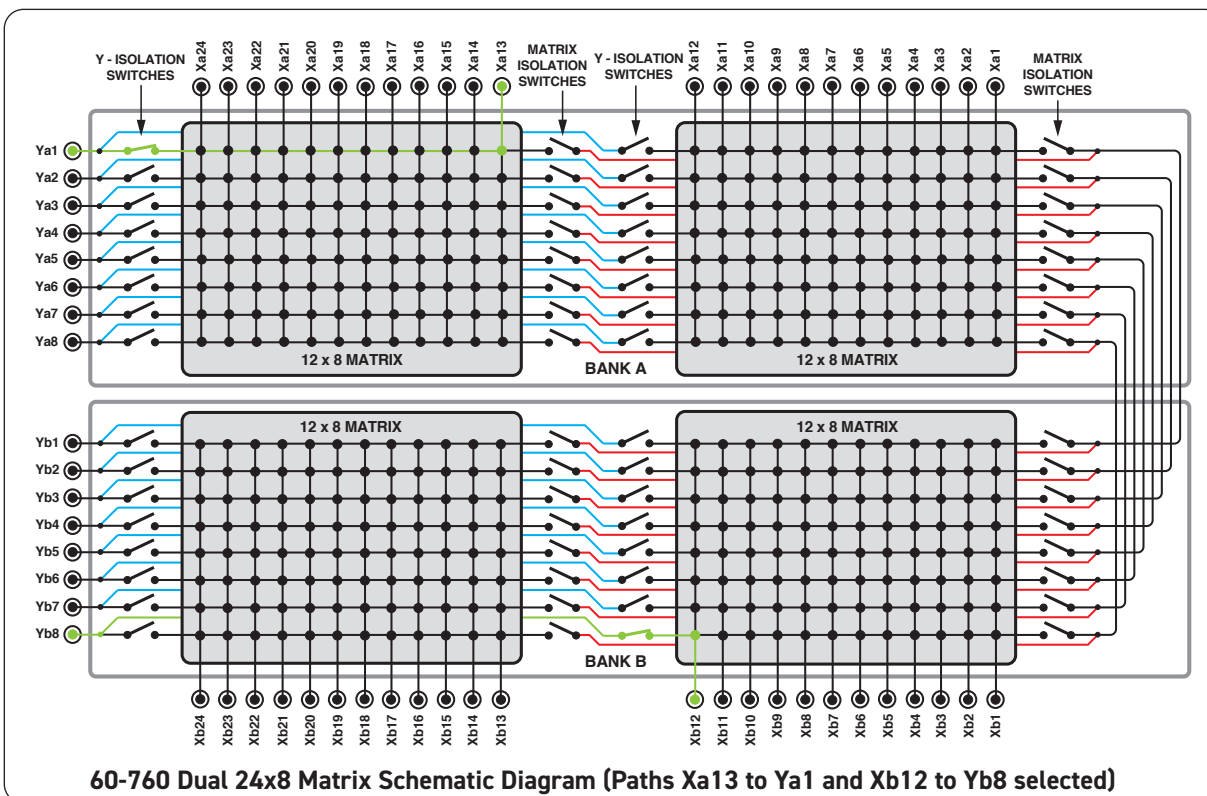 Xa24 Xa23 Xa22 Xa21 Xa20 Xa19 Xa18 Xa17 Xa16 Xa15 Xa14 Xa13
Xa12 Xa11 Xa10 Xa9 Xa8 Xa7 Xa6 Xa5 Xa4 Xa3 Xa2 Xa1
Y - ISOLATION
SWITCHES
MATRIX
ISOLATION
SWITCHES
Y - ISOLATION
SWITCHES
MATRIX
ISOLATION
SWITCHES
Ya1
Ya2
Ya3
Ya4
Ya5
Ya6
Ya7
Ya8
12 x 8 MATRIX
BANK A
12 x 8 MATRIX
12 x 8 MATRIX
12 x 8 MATRIX
Yb1
Yb2
Yb3
Yb4
Yb5
Yb6
Yb7
Yb8
BANK B
Xb24 Xb23 Xb22 Xb21 Xb20 Xb19 Xb18 Xb17 Xb16 Xb15 Xb14 Xb13
Xb12 Xb11 Xb10 Xb9 Xb8 Xb7 Xb6 Xb5 Xb4 Xb3 Xb2 Xb1
60-760 Dual 24x8 Matrix Schematic Diagram (Paths Xa13 to Ya1 and Xb12 to Yb8 selected)